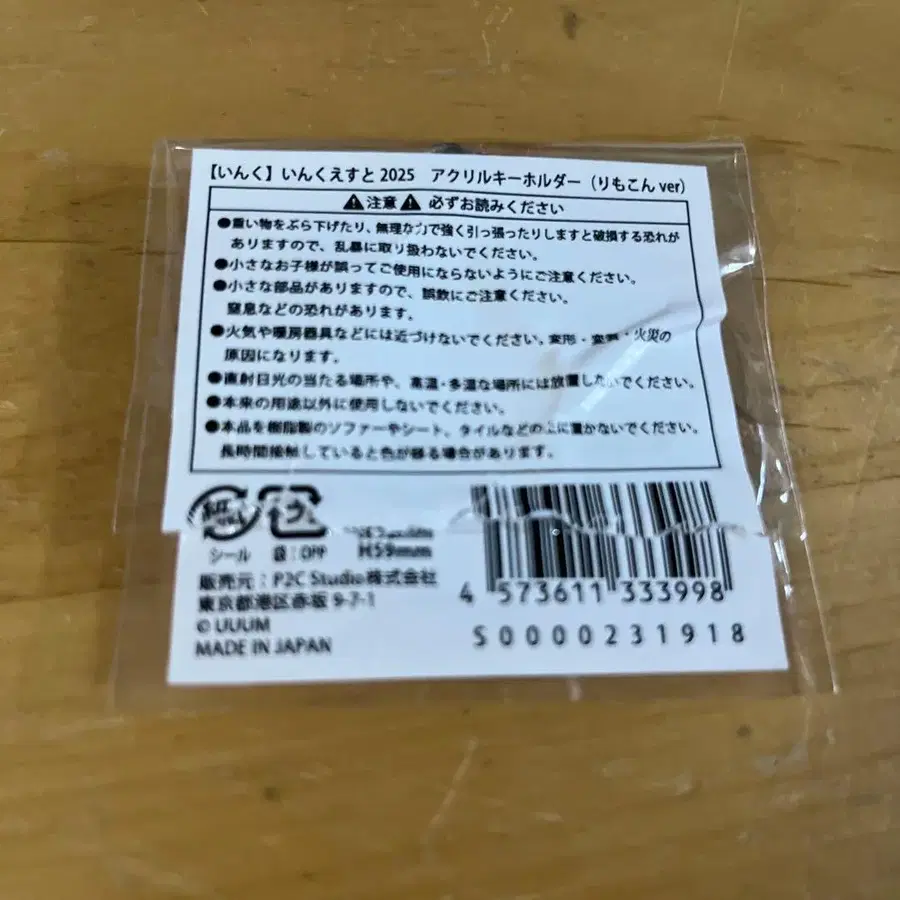 【いんく】いんくえすと2025 アクリルキーホルダー（りもこん ver）
⚠注意⚠ 必ずお読みください
●重い物をぶら下げたり、無理な力で強く引っ張ったりしますと破損する恐れが
ありますので、乱暴に取り扱わないでください。
●小さなお子様が誤ってご使用にならないようにご注意ください。
●小さな部品がありますので、誤飲にご注意ください。
窒息などの恐れがあります。
●火気や暖房器具などには近づけないでください。変形・変質・火災の
原因になります。
●直射日光の当たる場所や、高温・多湿な場所には放置しないでください。
●本来の用途以外に使用しないでください。
●本品を樹脂製のソファーやシート、タイルなどの上に置かないでください。
長時間接触していると色が移る場合があります。
紙 プラ
シール 袋：OPP H59mm
販売元：P2C Studio株式会社
東京都港区赤坂 9-7-1
© UUUM
MADE IN JAPAN
4 573611 333998
S0000231918